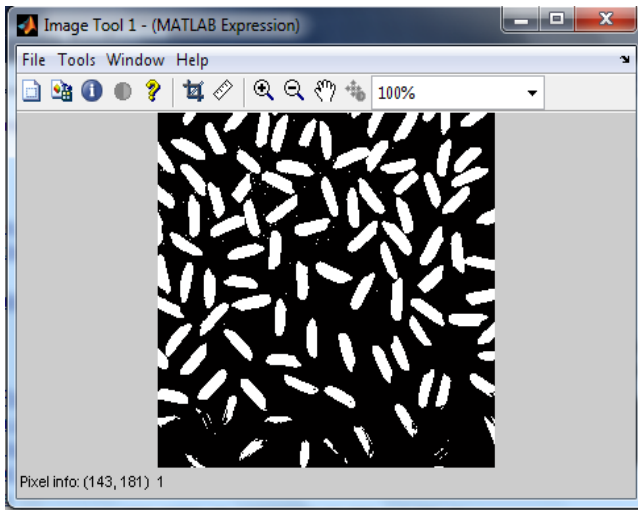 Image Tool 1 - (MATLAB Expression)
File Tools Window Help
100%
Pixel info: (143, 181) 1